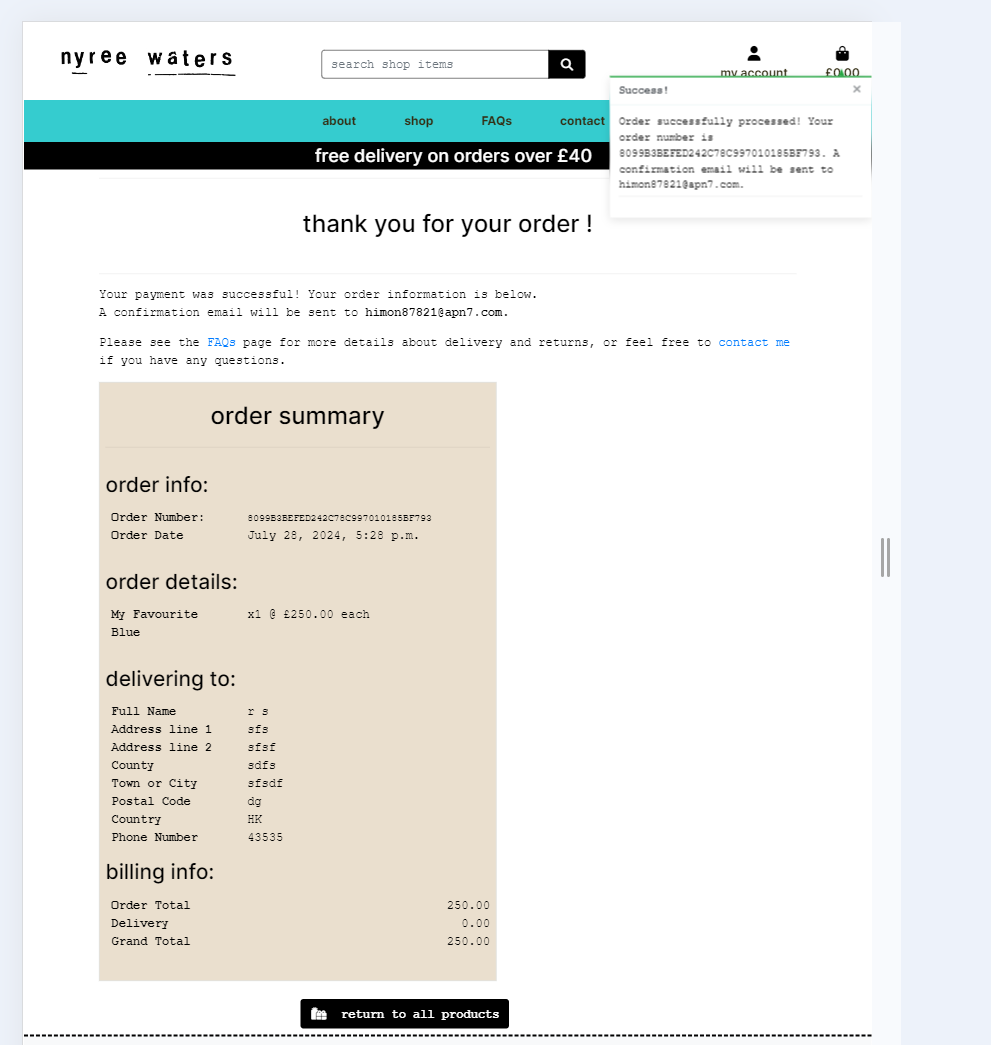 nyree waters
search shop items
my account
£0.00
about shop FAQs contact
free delivery on orders over £40
Success! ×
Order successfully processed! Your
order number is
8099B3BEFED242C78C997010185BF793. A
confirmation email will be sent to
himon87821@apn7.com.
thank you for your order !
Your payment was successful! Your order information is below.
A confirmation email will be sent to himon87821@apn7.com.
Please see the FAQs page for more details about delivery and returns, or feel free to contact me
if you have any questions.
order summary
order info:
Order Number: 8099B3BEFED242C78C997010185BF793
Order Date July 28, 2024, 5:28 p.m.
order details:
My Favourite x1 @ £250.00 each
Blue
delivering to:
Full Name r s
Address line 1 sfs
Address line 2 sfsf
County sdfs
Town or City sfsdf
Postal Code dg
Country HK
Phone Number 43535
billing info:
Order Total 250.00
Delivery 0.00
Grand Total 250.00
return to all products